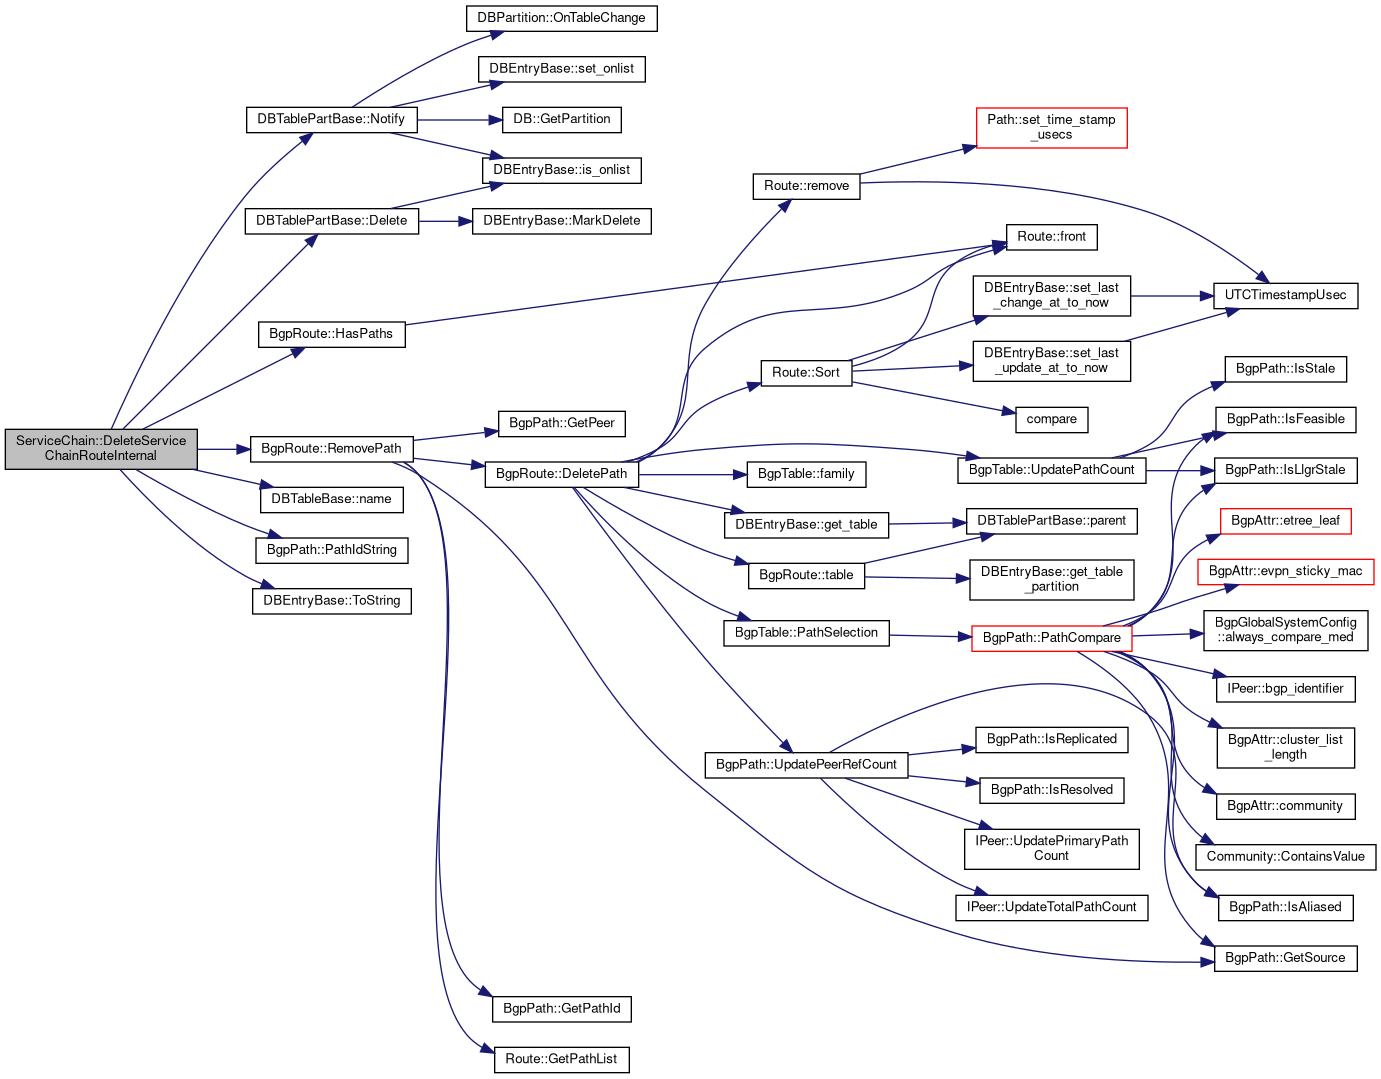 DBPartition::OnTableChange
DBEntryBase::set_onlist
DBTablePartBase::Notify
DB::GetPartition
DBEntryBase::is_onlist
DBTablePartBase::Delete
DBEntryBase::MarkDelete
BgpRoute::HasPaths
ServiceChain::DeleteService
ChainRouteInternal
BgpRoute::RemovePath
DBTableBase::name
BgpPath::PathIdString
DBEntryBase::ToString
BgpPath::GetPeer
BgpRoute::DeletePath
BgpPath::GetPathId
Route::GetPathList
Route::remove
Route::Sort
BgpTable::family
DBEntryBase::get_table
BgpRoute::table
BgpTable::PathSelection
BgpPath::UpdatePeerRefCount
Path::set_time_stamp
_usecs
Route::front
DBEntryBase::set_last
_change_at_to_now
DBEntryBase::set_last
_update_at_to_now
compare
BgpTable::UpdatePathCount
DBTablePartBase::parent
DBEntryBase::get_table
_partition
BgpPath::PathCompare
BgpPath::IsReplicated
BgpPath::IsResolved
IPeer::UpdatePrimaryPath
Count
IPeer::UpdateTotalPathCount
UTCTimestampUsec
BgpPath::IsStale
BgpPath::IsFeasible
BgpPath::IsLlgrStale
BgpAttr::etree_leaf
BgpAttr::evpn_sticky_mac
BgpGlobalSystemConfig
::always_compare_med
IPeer::bgp_identifier
BgpAttr::cluster_list
_length
BgpAttr::community
Community::ContainsValue
BgpPath::IsAliased
BgpPath::GetSource